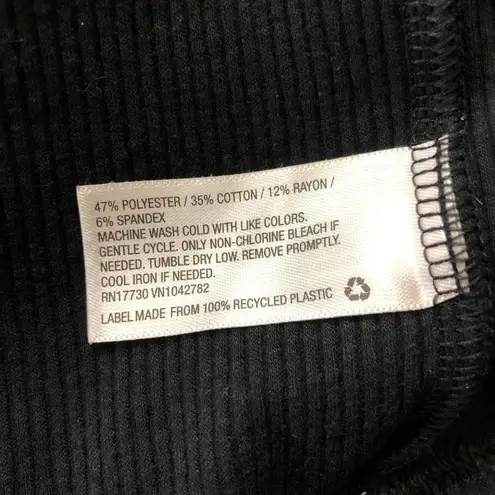 47% POLYESTER / 35% COTTON / 12% RAYON /
6% SPANDEX
MACHINE WASH COLD WITH LIKE COLORS.
GENTLE CYCLE. ONLY NON-CHLORINE BLEACH IF
NEEDED. TUMBLE DRY LOW. REMOVE PROMPTLY.
COOL IRON IF NEEDED.
RN17730 VN1042782
LABEL MADE FROM 100% RECYCLED PLASTIC